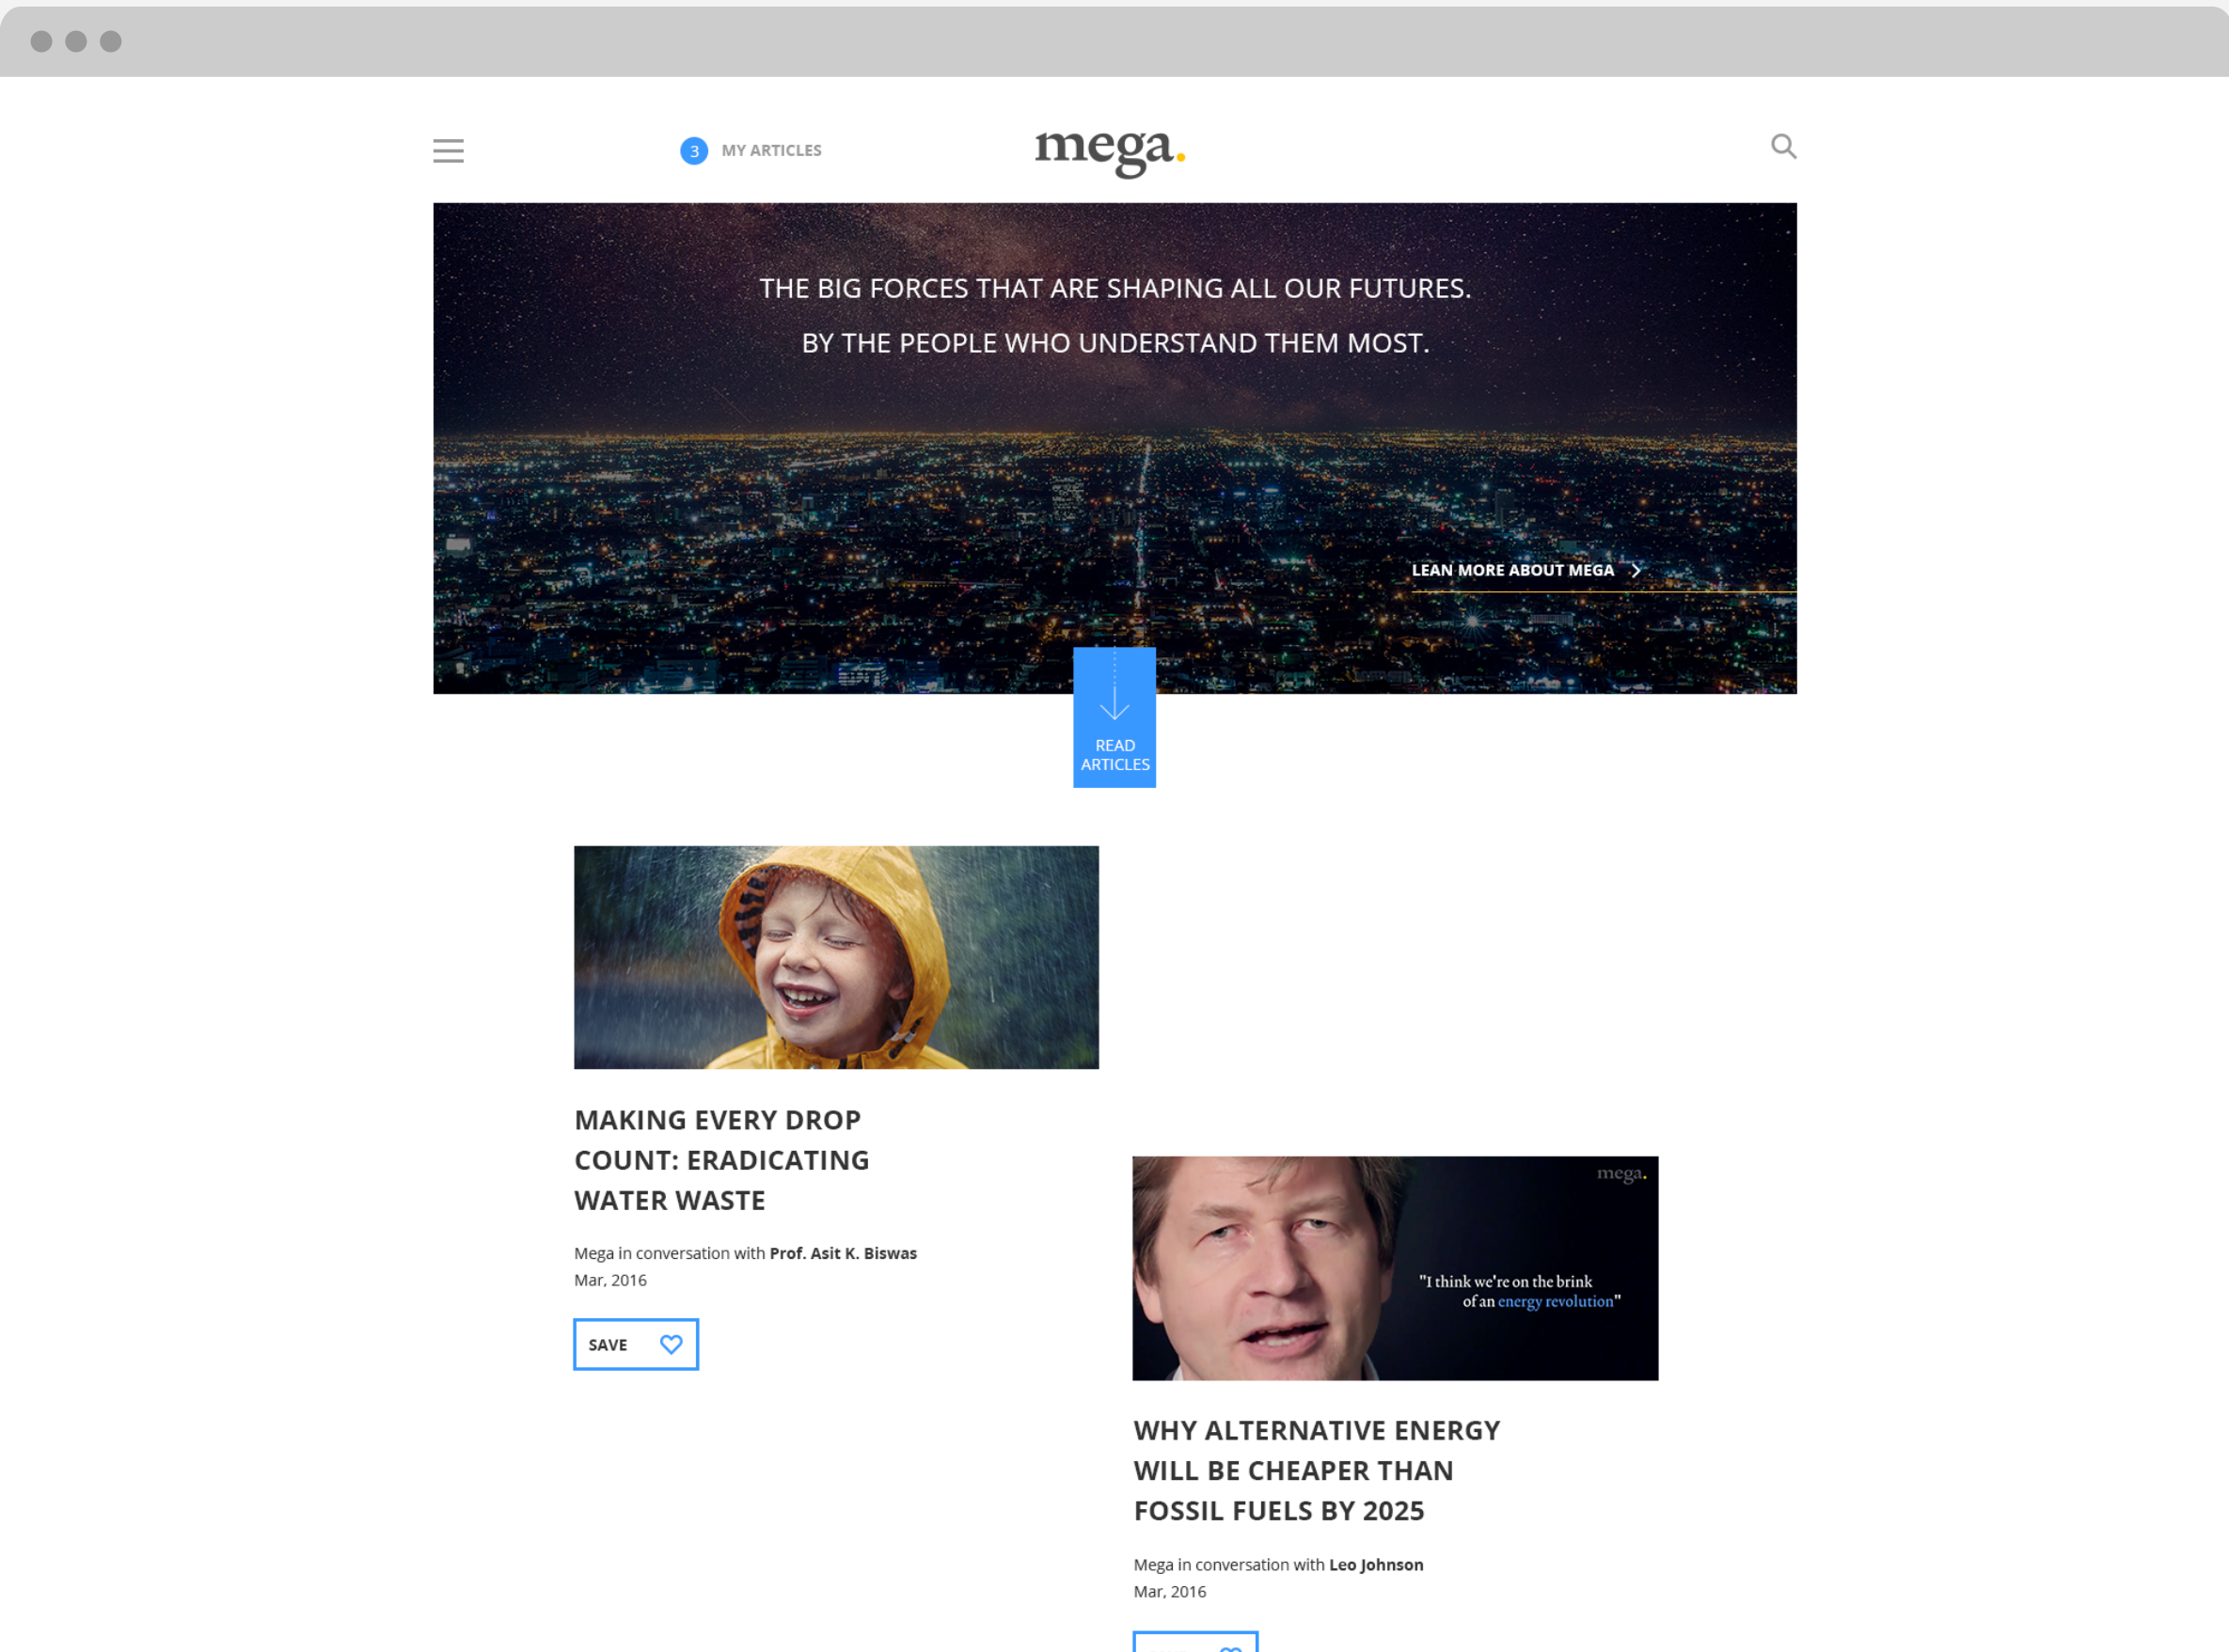 3 MY ARTICLES
mega.
THE BIG FORCES THAT ARE SHAPING ALL OUR FUTURES.
BY THE PEOPLE WHO UNDERSTAND THEM MOST.
LEAN MORE ABOUT MEGA
READ
ARTICLES
MAKING EVERY DROP
COUNT: ERADICATING
WATER WASTE
Mega in conversation with Prof. Asit K. Biswas
Mar, 2016
SAVE
mega.
"I think we're on the brink
of an energy revolution"
WHY ALTERNATIVE ENERGY
WILL BE CHEAPER THAN
FOSSIL FUELS BY 2025
Mega in conversation with Leo Johnson
Mar, 2016